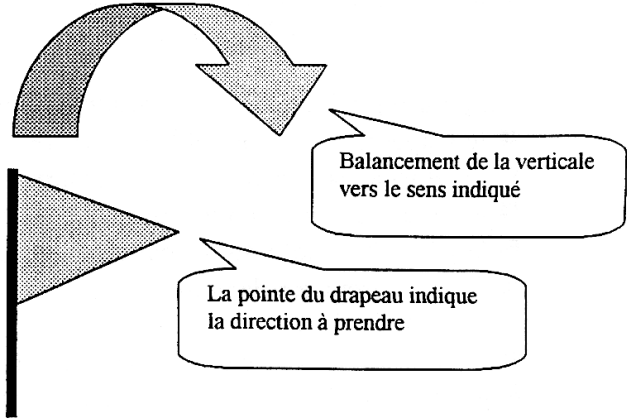 Balancement de la verticale
vers le sens indiqué
La pointe du drapeau indique
la direction à prendre